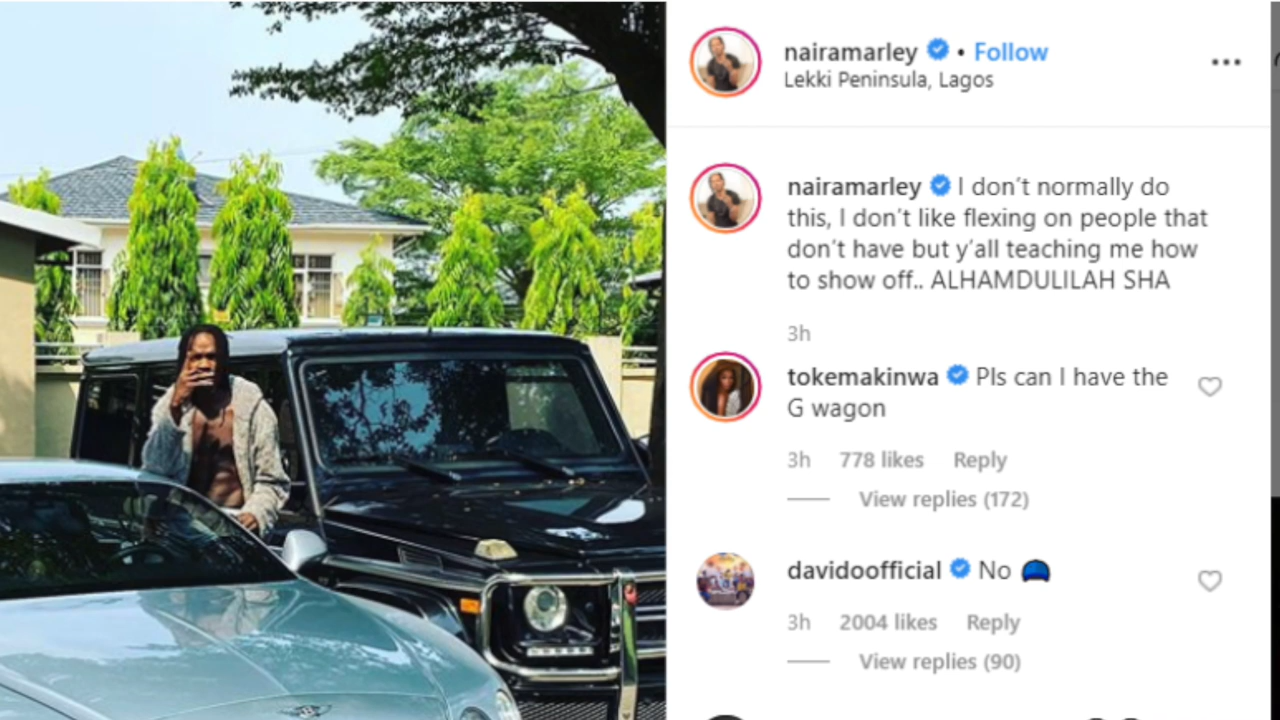 nairamarley • Follow
Lekki Peninsula, Lagos
nairamarley I don't normally do
this, I don't like flexing on people that
don't have but y'all teaching me how
to show off.. ALHAMDULILAH SHA
3h
tokemakinwa Pls can I have the
G wagon
3h 778 likes Reply
View replies (172)
davidoofficial No 🧢
3h 2004 likes Reply
View replies (90)